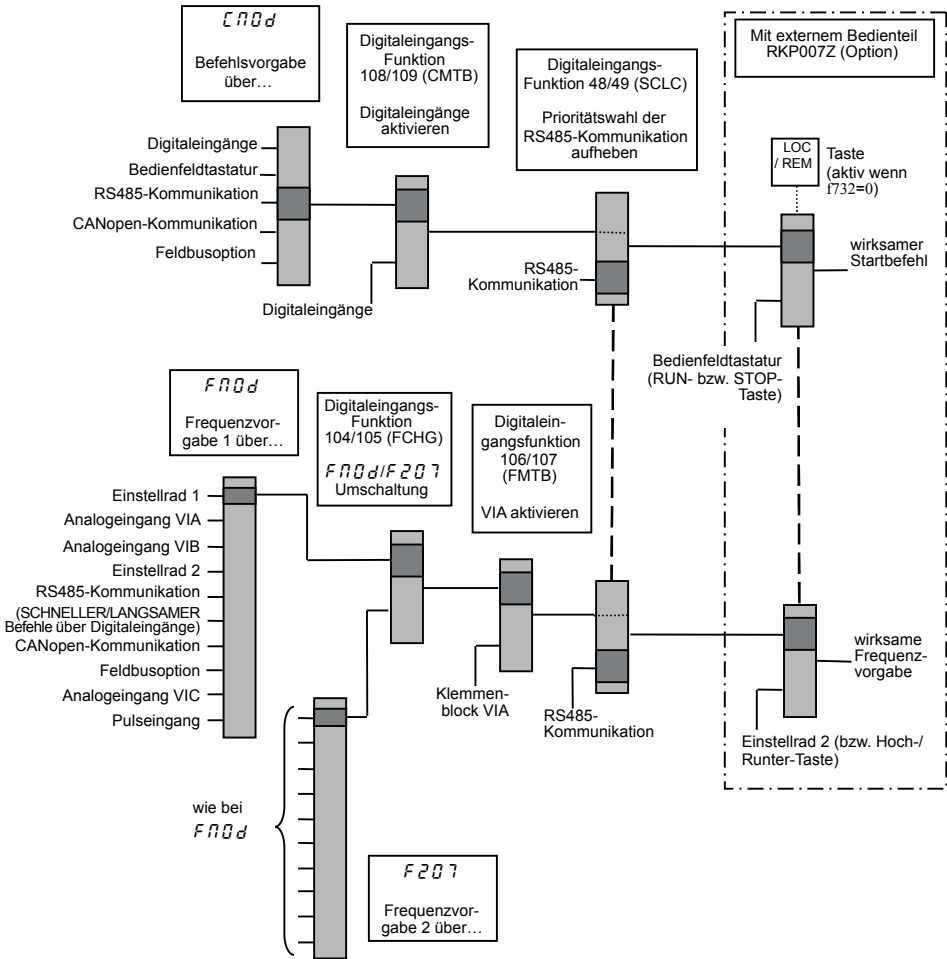 CMOd
Befehlsvorgabe
über…
Digitaleingangs-
Funktion
108/109 (CMTB)
Digitaleingänge
aktivieren
Digitaleingangs-
Funktion 48/49 (SCLC)
Prioritätswahl der
RS485-Kommunikation
aufheben
Mit externem Bedienteil
RKP007Z (Option)
LOC
/ REM
Taste
(aktiv wenn
f732=0)
Digitaleingänge
Bedienfeldtastatur
RS485-Kommunikation
CANopen-Kommunikation
Feldbusoption
Digitaleingänge
RS485-
Kommunikation
wirksamer
Startbefehl
Bedienfeldtastatur
(RUN- bzw. STOP-
Taste)
FMOd
Frequenzvor-
gabe 1 über…
Digitaleingangs-
Funktion
104/105 (FCHG)
FMOd/F207
Umschaltung
Digitalein-
gangsfunktion
106/107
(FMTB)
VIA aktivieren
Einstellrad 1
Analogeingang VIA
Analogeingang VIB
Einstellrad 2
RS485-Kommunikation
(SCHNELLER/LANGSAMER
Befehle über Digitaleingänge)
CANopen-Kommunikation
Feldbusoption
Analogeingang VIC
Pulseingang
Klemmen-
block VIA
RS485-
Kommunikation
wirksame
Frequenz-
vorgabe
Einstellrad 2 (bzw. Hoch-/
Runter-Taste)
wie bei
FMOd
F207
Frequenzvor-
gabe 2 über…